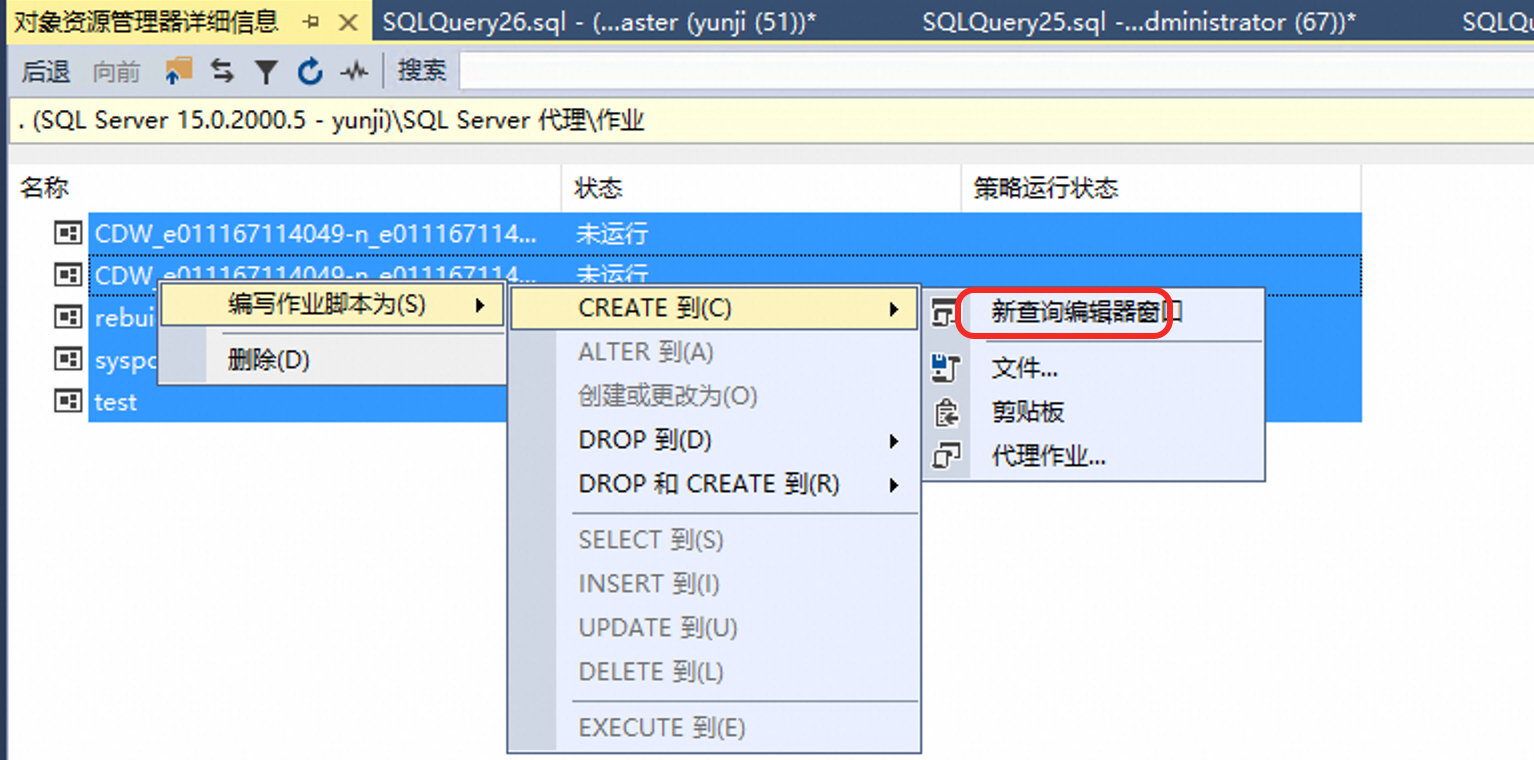 对象资源管理器详细信息 SQLQuery26.sql - (...aster (yunji (51))* SQLQuery25.sql -...dministrator (67))* SQLQu
后退 向前 搜索
. (SQL Server 15.0.2000.5 - yunji)\SQL Server 代理\作业
名称 状态 策略运行状态
CDW_e011167114049-n_e011167114... 未运行
CDW_e011167114049-n_e011167114... 未运行
rebui
syspo
test
编写作业脚本为(S)
删除(D)
CREATE 到(C)
ALTER 到(A)
创建或更改为(O)
DROP 到(D)
DROP 和 CREATE 到(R)
SELECT 到(S)
INSERT 到(I)
UPDATE 到(U)
DELETE 到(L)
EXECUTE 到(E)
新查询编辑器窗口
文件...
剪贴板
代理作业...